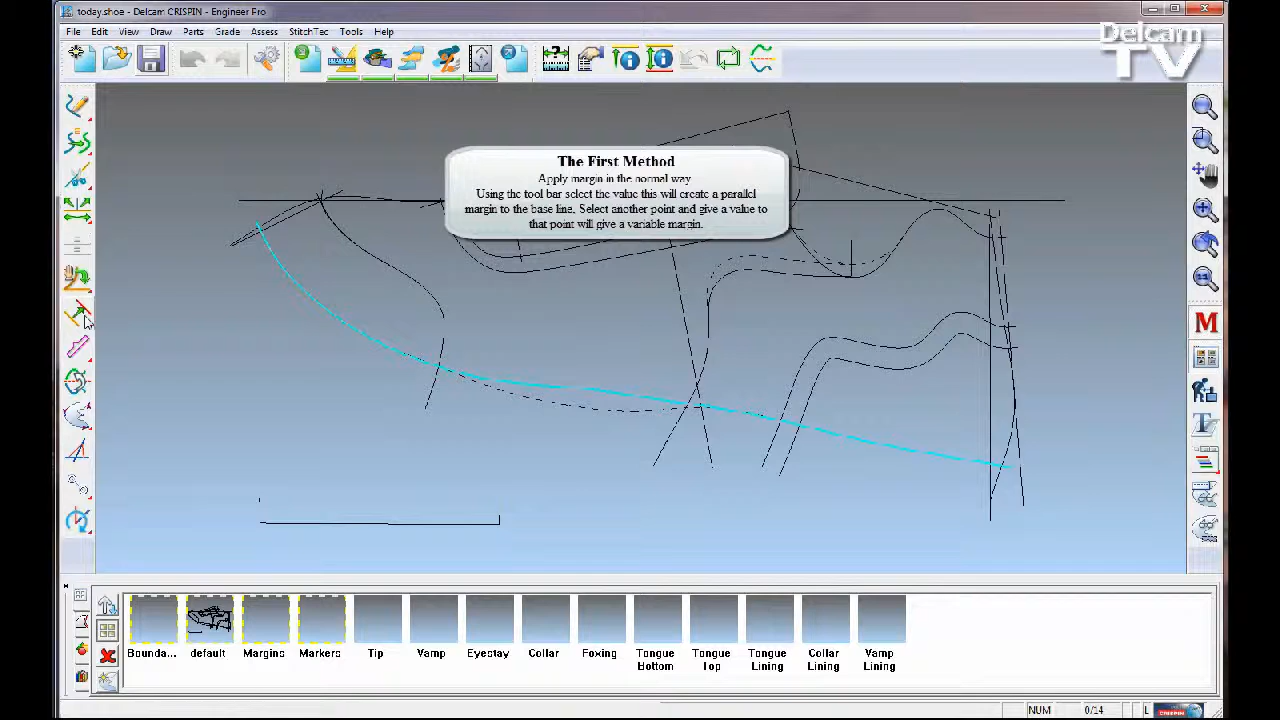 today.shoe - Delcam CRISPIN - Engineer Pro
File Edit View Draw Parts Grade Assess StitchTec Tools Help
Delcam
TV
The First Method
Apply margin in the normal way
Using the tool bar select the value this will create a parallel
margin to the base line. Select another point and give a value to
that point will give a variable margin.
M
T
Bounda... default Margins Markers Tip Vamp Eyestay Collar Foxing Tongue Bottom Tongue Top Tongue Lining Collar Lining Vamp Lining
NUM 0/14 L CRISPIN